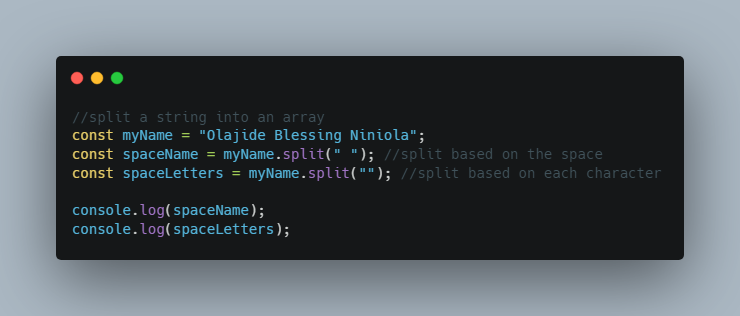 //split a string into an array
const myName = "Olajide Blessing Niniola";
const spaceName = myName.split(" "); //split based on the space
const spaceLetters = myName.split(""); //split based on each character
console.log(spaceName);
console.log(spaceLetters);